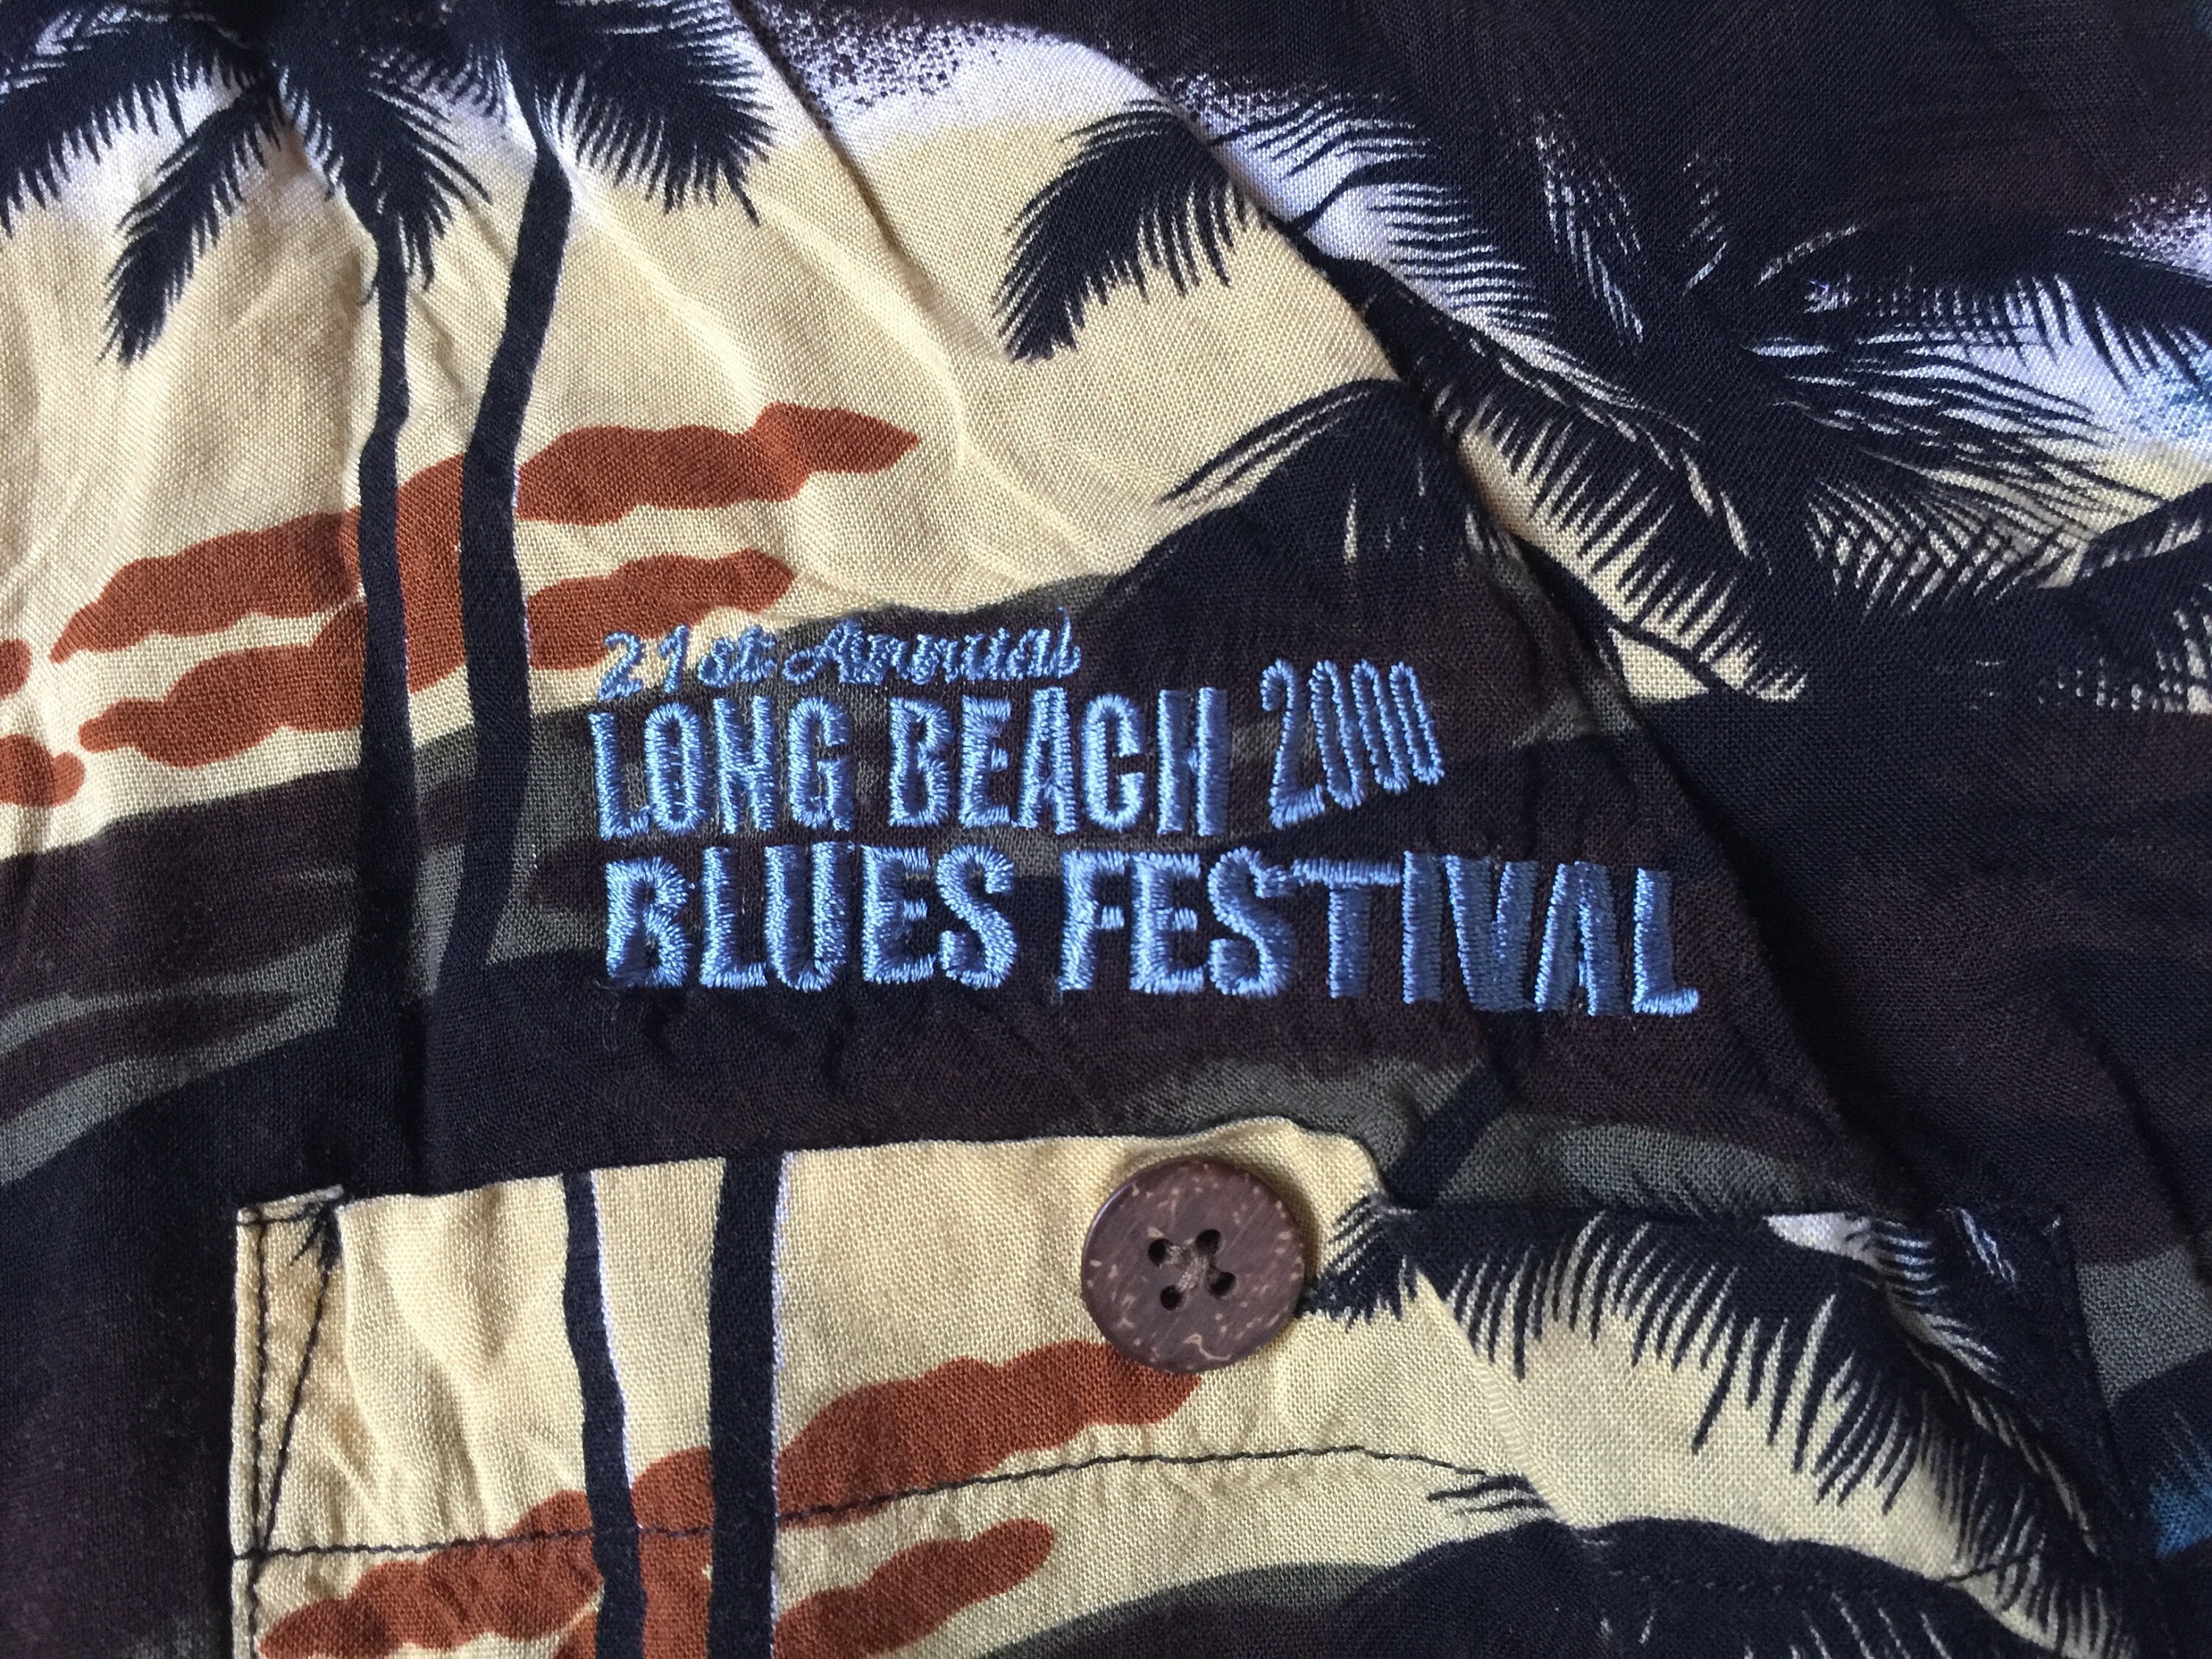 21st Annual
LONG BEACH 2000
BLUES FESTIVAL